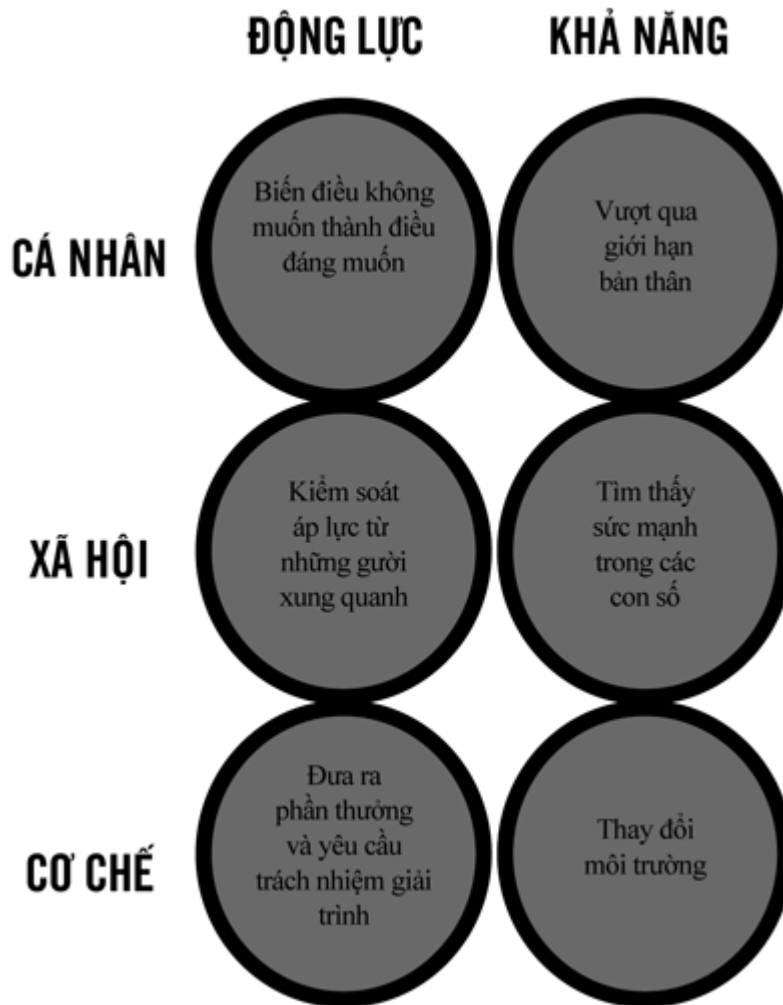 ĐỘNG LỰC KHẢ NĂNG
CÁ NHÂN
Biến điều không
muốn thành điều
đáng muốn
Vượt qua
giới hạn
bản thân
XÃ HỘI
Kiểm soát
áp lực từ
những gười
xung quanh
Tìm thấy
sức mạnh
trong các
con số
CƠ CHẾ
Đưa ra
phần thưởng
và yêu cầu
trách nhiệm giải
trình
Thay đổi
môi trường